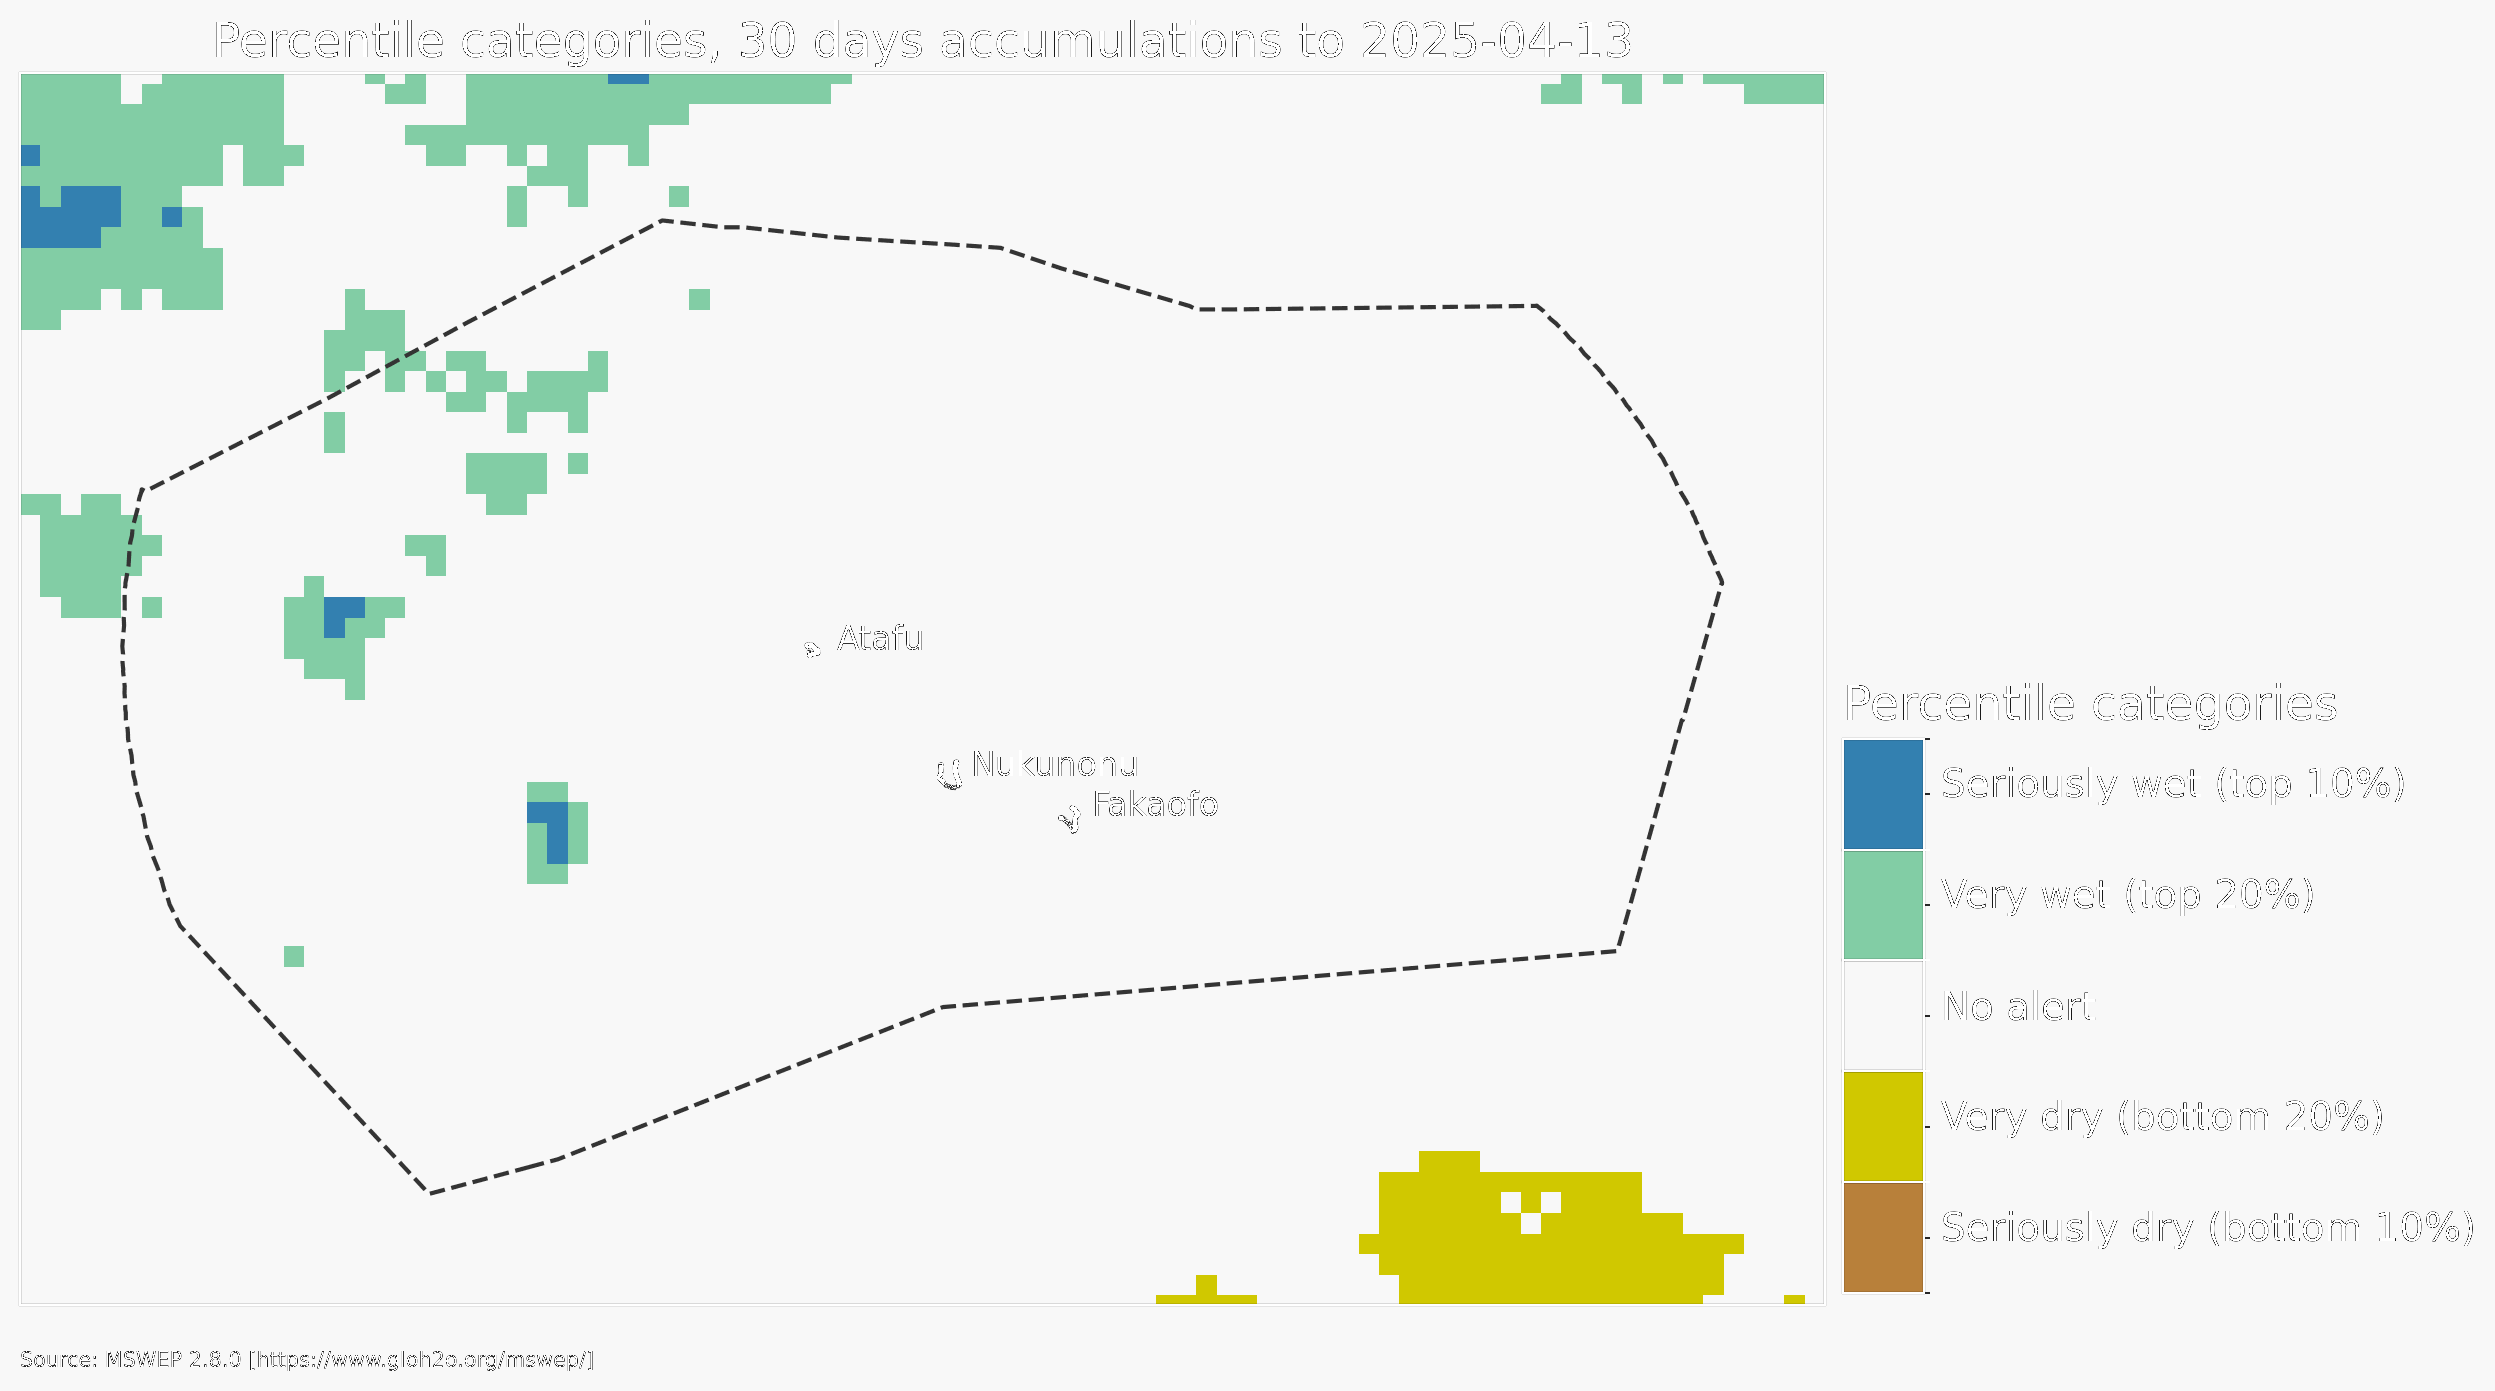 Percentile categories, 30 days accumulations to 2025-04-13
Atafu
Nukunonu
Fakaofo
Percentile categories
Seriously wet (top 10%)
Very wet (top 20%)
No alert
Very dry (bottom 20%)
Seriously dry (bottom 10%)
Source: MSWEP 2.8.0 [https://www.gloh2o.org/mswep/]